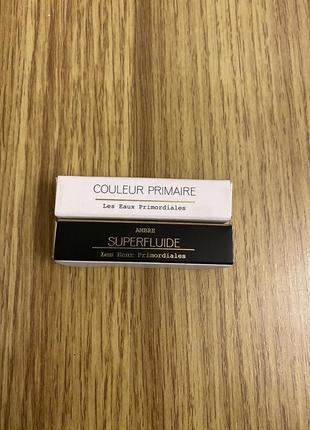 COULEUR PRIMAIRE
Les Eaux Primordiales
AMBRE
SUPERFLUIDE
Les Eaux Primordiales